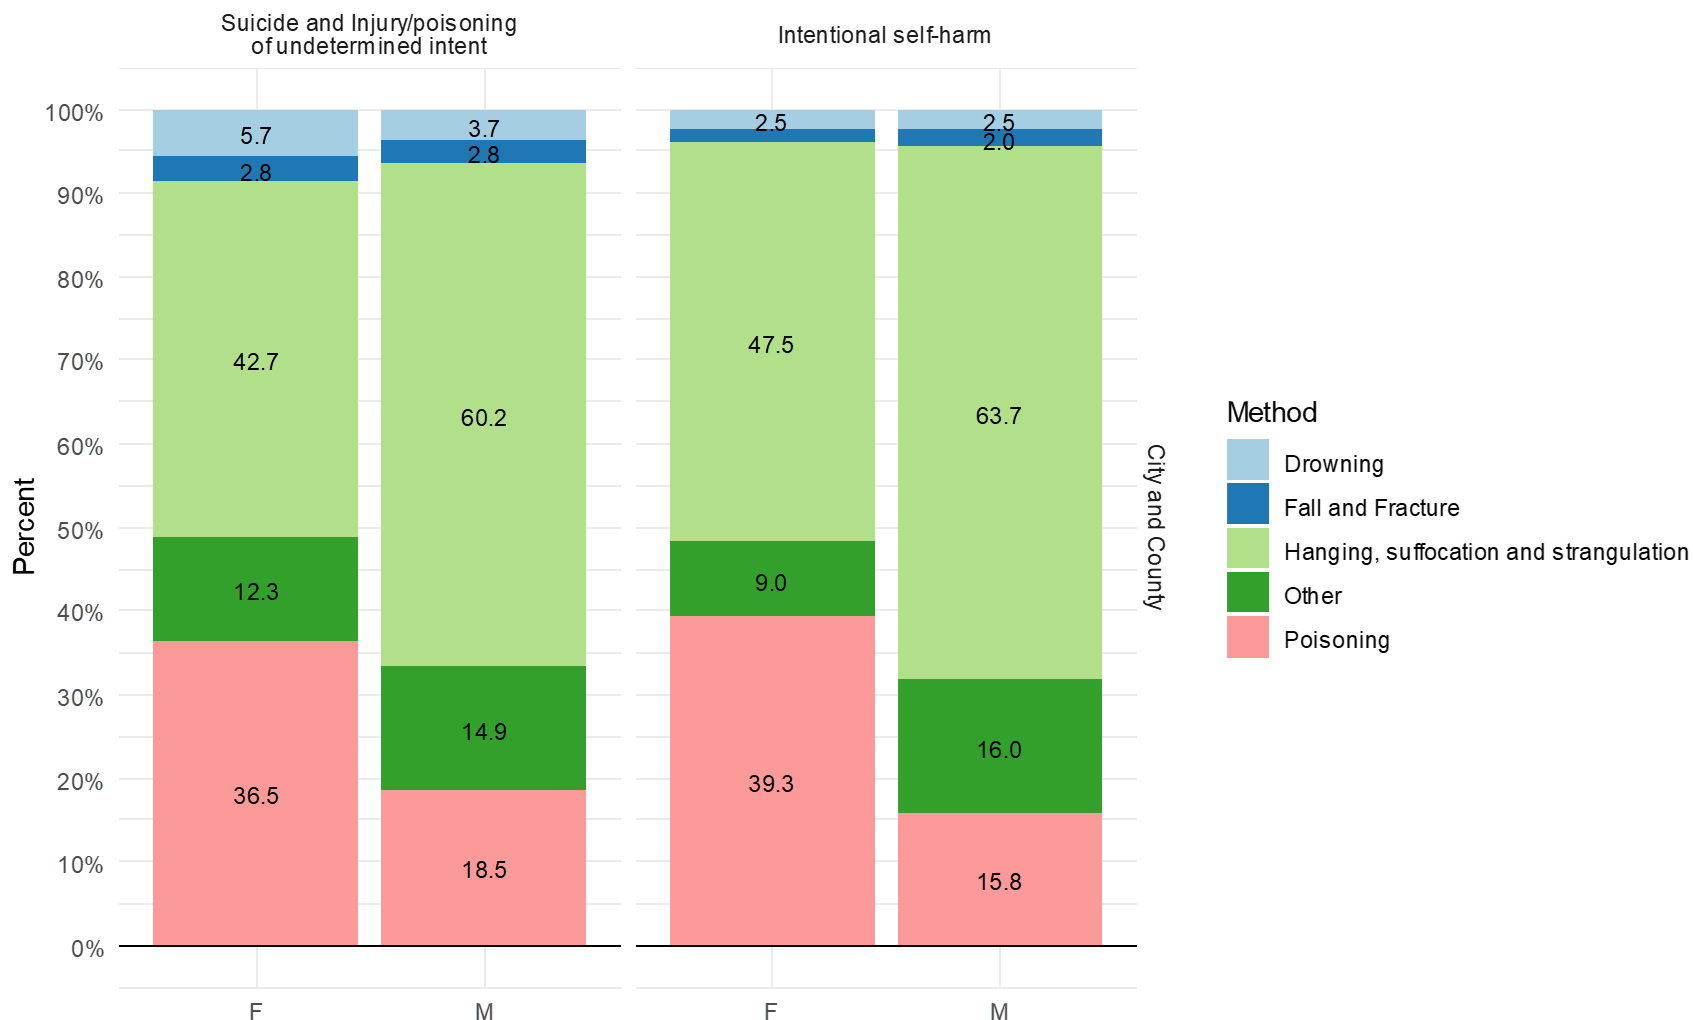 Suicide and Injury/poisoning
of undetermined intent
Intentional self-harm
100%
90%
80%
70%
60%
50%
40%
30%
20%
10%
0%
Percent
5.7
2.8
42.7
12.3
36.5
3.7
2.8
60.2
14.9
18.5
2.5
47.5
9.0
39.3
2.5
2.0
63.7
16.0
15.8
F
M
F
M
City and County
Method
Drowning
Fall and Fracture
Hanging, suffocation and strangulation
Other
Poisoning